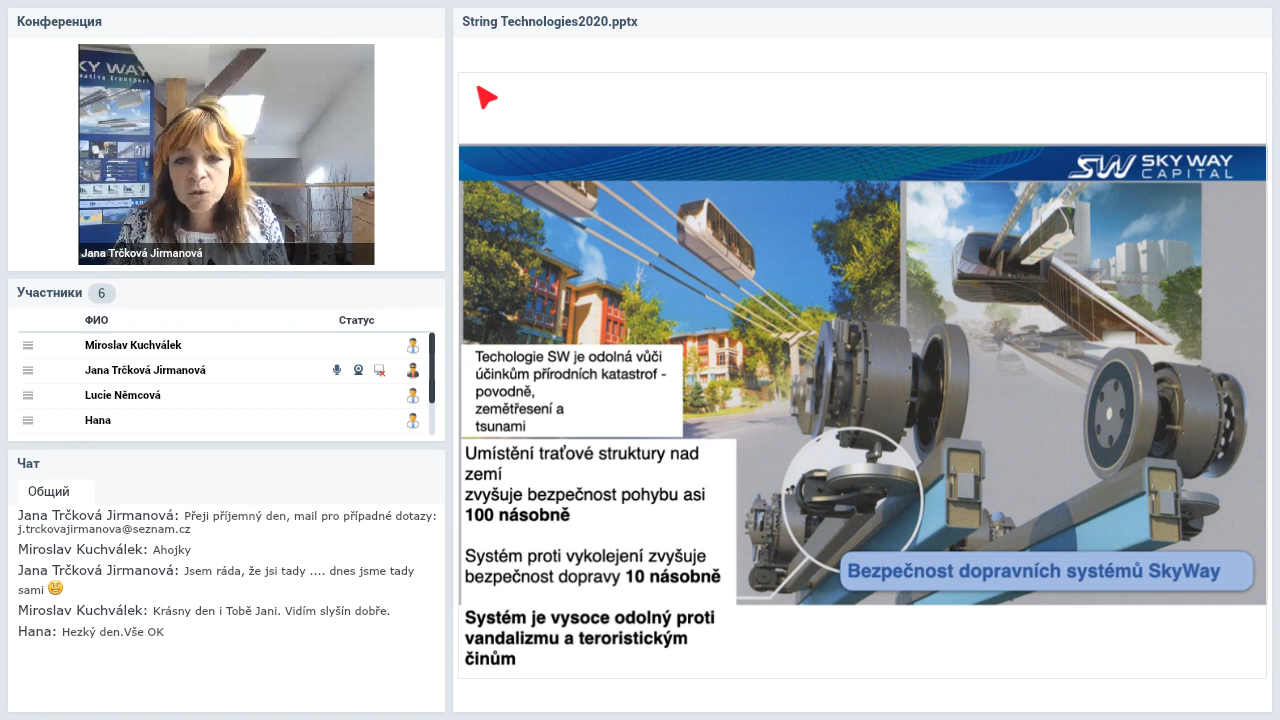 Конференция
KY WAY
eative Transport
Jana Trčková Jirmanová
Участники 6
ФИО Статус
Miroslav Kuchválek
Jana Trčková Jirmanová
Lucie Němcová
Hana
Чат
Общий
Jana Trčková Jirmanová: Přeji příjemný den, mail pro případné dotazy:
j.trckovajirmanova@seznam.cz
Miroslav Kuchválek: Ahojky
Jana Trčková Jirmanová: Jsem ráda, že jsi tady .... dnes jsme tady
sami
Miroslav Kuchválek: Krásny den i Tobě Jani. Vidím slyšín dobře.
Hana: Hezký den.Vše OK
String Technologies2020.pptx
SW SKY WAY
CAPITAL
Techologie SW je odolná vůči
účinkům přírodních katastrof -
povodně,
zemětřesení a
tsunami
Umístění traťové struktury nad
zemí
zvyšuje bezpečnost pohybu asi
100 násobně
Systém proti vykolejení zvyšuje
bezpečnost dopravy 10 násobně
Systém je vysoce odolný proti
vandalizmu a teroristickým
činům
Bezpečnost dopravních systémů SkyWay